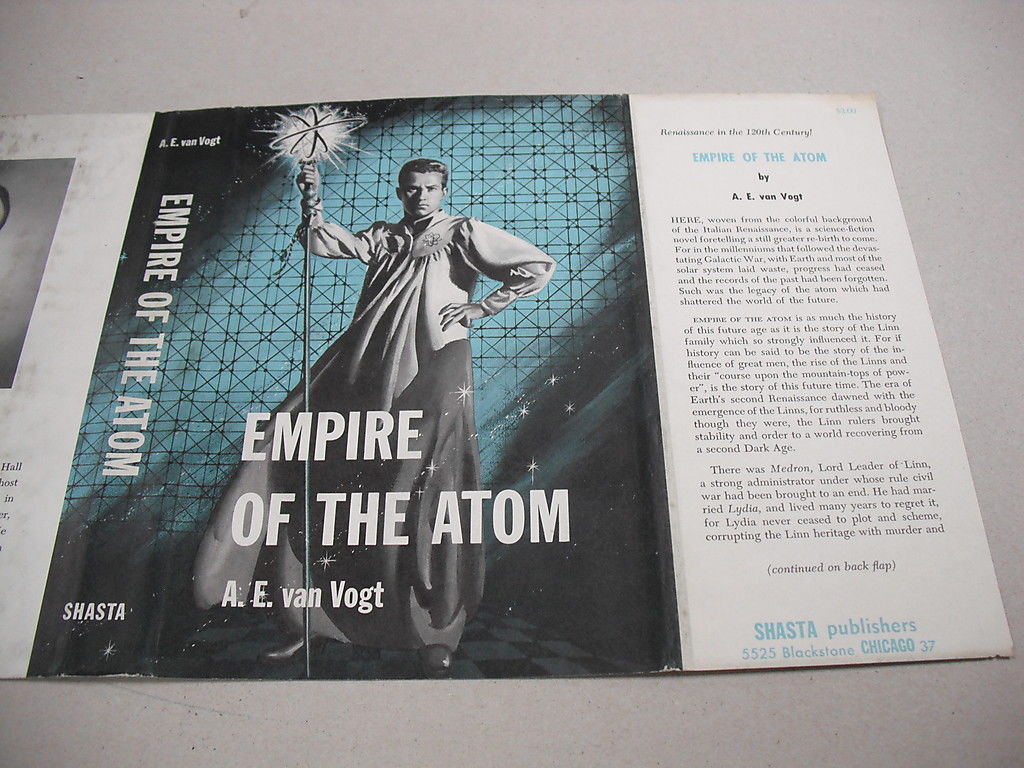 Hall
host
in
er,
A. E. van Vogt
EMPIRE OF THE ATOM
SHASTA
EMPIRE
OF THE ATOM
A. E. van Vogt
$3.00
Renaissance in the 120th Century!
EMPIRE OF THE ATOM
by
A. E. van Vogt
HERE, woven from the colorful background
of the Italian Renaissance, is a science-fiction
novel foretelling a still greater re-birth to come.
For in the millenniums that followed the devas-
tating Galactic War, with Earth and most of the
solar system laid waste, progress had ceased
and the records of the past had been forgotten.
Such was the legacy of the atom which had
shattered the world of the future.
EMPIRE OF THE ATOM is as much the history
of this future age as it is the story of the Linn
family which so strongly influenced it. For if
history can be said to be the story of the in-
fluence of great men, the rise of the Linns and
their "course upon the mountain-tops of pow-
er", is the story of this future time. The era of
Earth's second Renaissance dawned with the
emergence of the Linns, for ruthless and bloody
though they were, the Linn rulers brought
stability and order to a world recovering from
a second Dark Age.
There was Medron, Lord Leader of Linn,
a strong administrator under whose rule civil
war had been brought to an end. He had mar-
ried Lydia, and lived many years to regret it,
for Lydia never ceased to plot and scheme,
corrupting the Linn heritage with murder and
(continued on back flap)
SHASTA publishers
5525 Blackstone CHICAGO 37